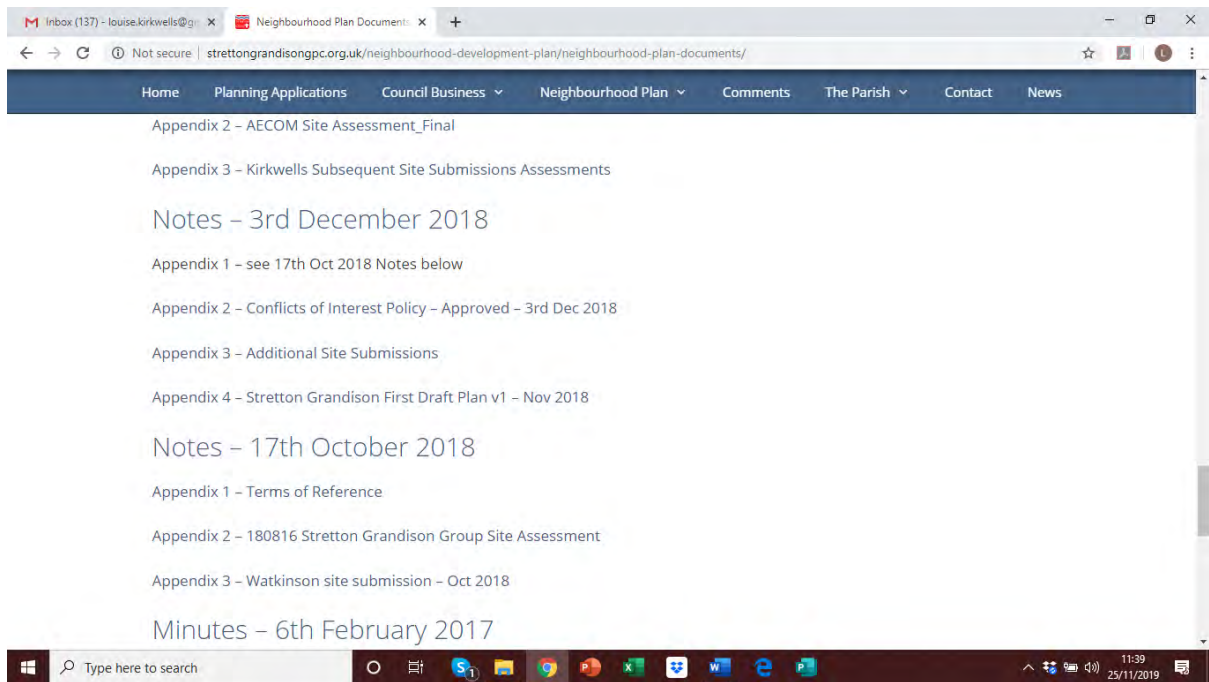 Inbox (137) - louise.kirkwells@g
Neighbourhood Plan Documents
Not secure | strettongrandisongpc.org.uk/neighbourhood-development-plan/neighbourhood-plan-documents/
L
Home Planning Applications Council Business Neighbourhood Plan Comments The Parish Contact News
Appendix 2 – AECOM Site Assessment_Final
Appendix 3 – Kirkwells Subsequent Site Submissions Assessments
Notes – 3rd December 2018
Appendix 1 – see 17th Oct 2018 Notes below
Appendix 2 – Conflicts of Interest Policy – Approved – 3rd Dec 2018
Appendix 3 – Additional Site Submissions
Appendix 4 – Stretton Grandison First Draft Plan v1 – Nov 2018
Notes – 17th October 2018
Appendix 1 – Terms of Reference
Appendix 2 – 180816 Stretton Grandison Group Site Assessment
Appendix 3 – Watkinson site submission – Oct 2018
Minutes – 6th February 2017
Type here to search
11:39
25/11/2019